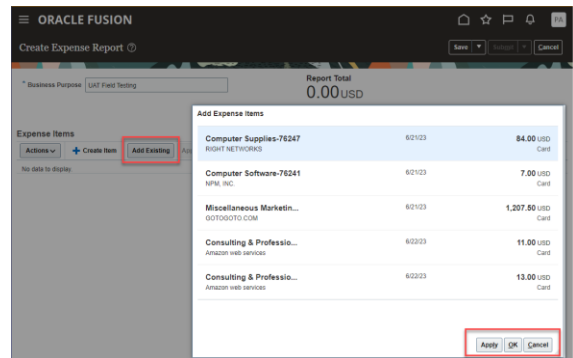 ORACLE FUSION
PA
Create Expense Report
Save
Cancel
* Business Purpose UAT Field Testing
Report Total
0.00 USD
Expense Items
Actions
Create Item
Add Existing
No data to display
Add Expense Items
Computer Supplies-76247 6/21/23 84.00 USD
RIGHT NETWORKS Card
Computer Software-76241 6/21/23 7.00 USD
NPM, INC. Card
Miscellaneous Marketin... 6/21/23 1,207.50 USD
GOTOGOTO.COM Card
Consulting & Professio... 6/22/23 11.00 USD
Amazon web services Card
Consulting & Professio... 6/22/23 13.00 USD
Amazon web services Card
Apply OK Cancel